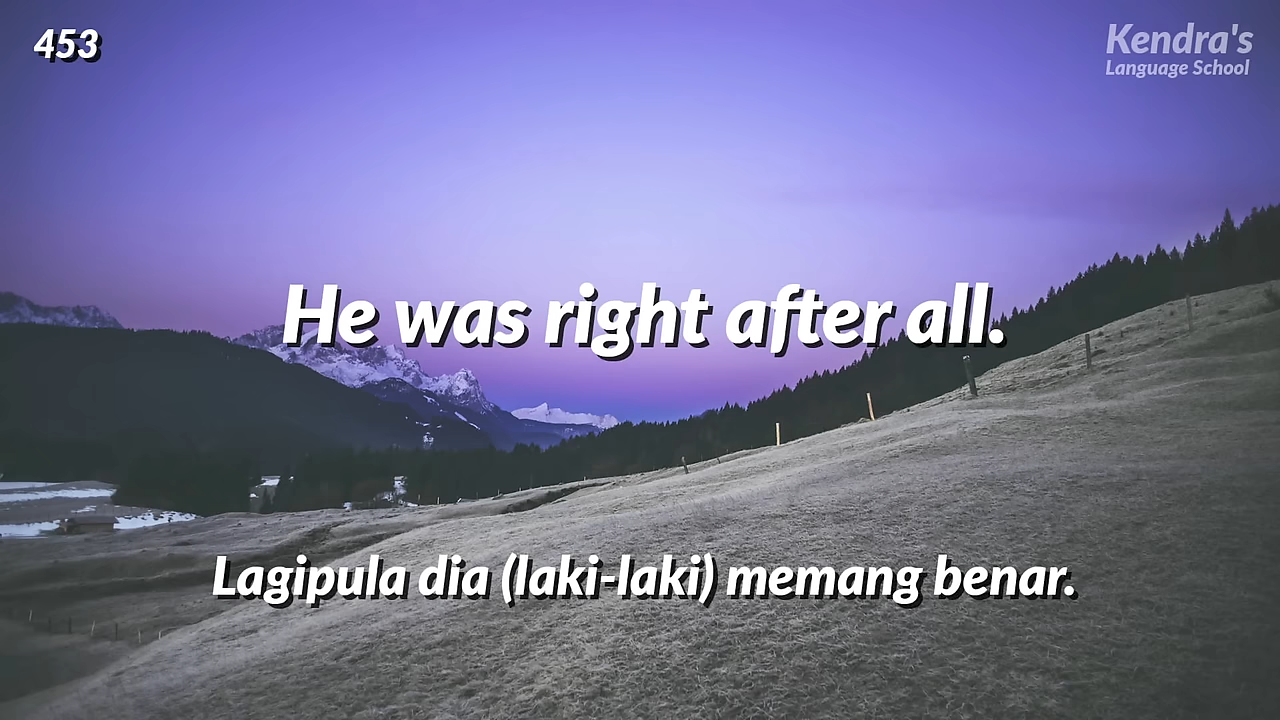 453
Kendra's
Language School
He was right after all.
Lagipula dia (laki-laki) memang benar.